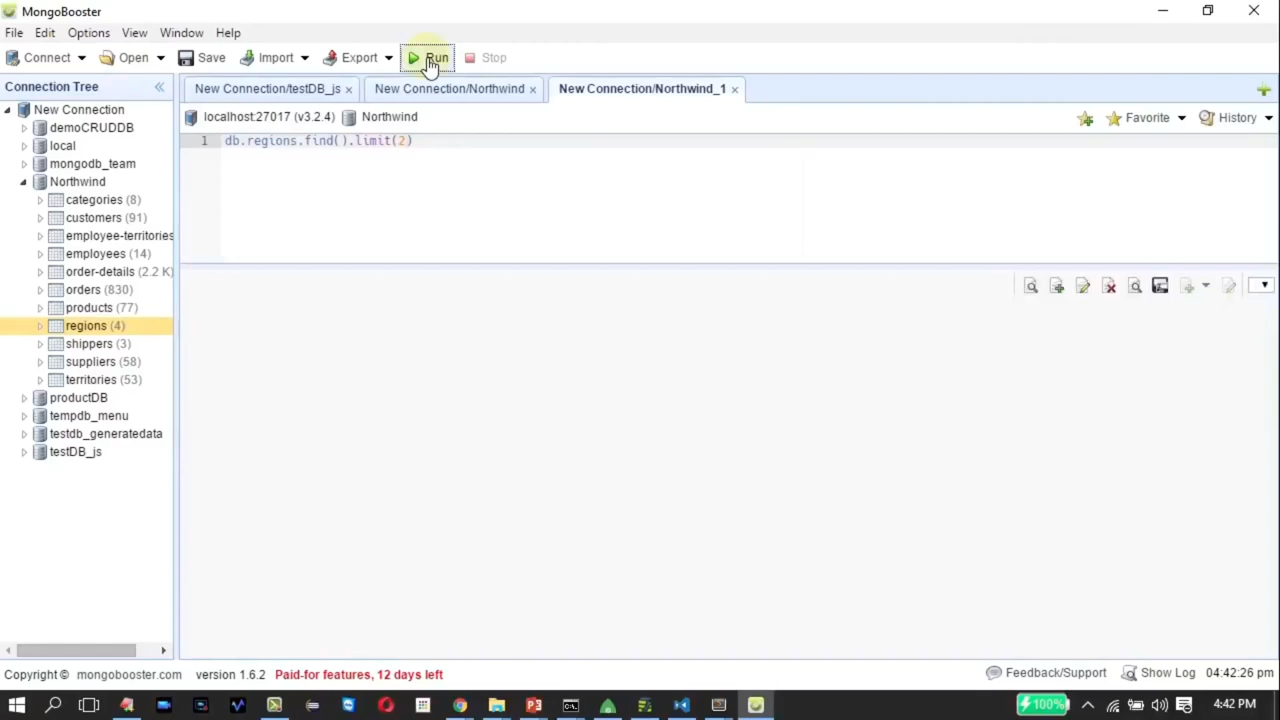 MongoBooster
File Edit Options View Window Help
Connect Open Save Import Export Run Stop
Connection Tree
New Connection/testDB_js × New Connection/Northwind × New Connection/Northwind_1 ×
New Connection
localhost:27017 (v3.2.4) Northwind Favorite History
demoCRUDDB
1 db.regions.find().limit(2)
local
mongodb_team
Northwind
categories (8)
customers (91)
employee-territories
employees (14)
order-details (2.2 K)
orders (830)
products (77)
regions (4)
shippers (3)
suppliers (58)
territories (53)
productDB
tempdb_menu
testdb_generatedata
testDB_js
Copyright © mongobooster.com version 1.6.2 Paid-for features, 12 days left Feedback/Support Show Log 04:42:26 pm
100% 4:42 PM